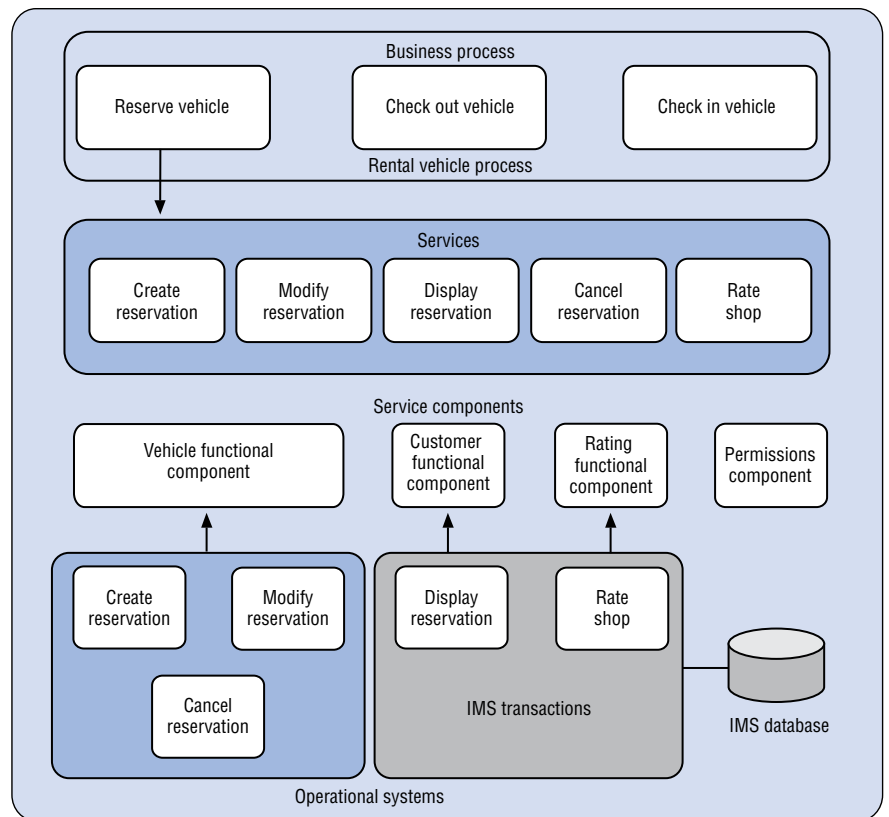 Business process
Reserve vehicle
Check out vehicle
Check in vehicle
Rental vehicle process
Services
Create
reservation
Modify
reservation
Display
reservation
Cancel
reservation
Rate
shop
Service components
Vehicle functional
component
Customer
functional
component
Rating
functional
component
Permissions
component
Create
reservation
Modify
reservation
Cancel
reservation
Display
reservation
Rate
shop
IMS transactions
IMS database
Operational systems